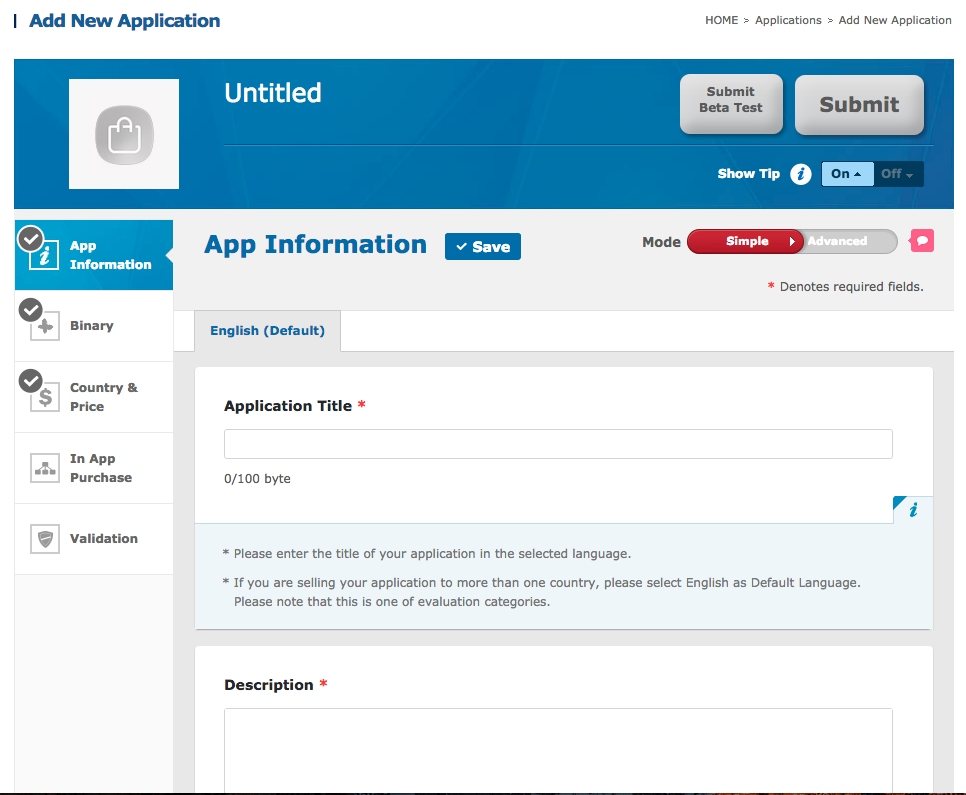 Add New Application
HOME > Applications > Add New Application
Untitled
Submit
Beta Test
Submit
Show Tip
On
Off
App
Information
Binary
Country &
Price
In App
Purchase
Validation
App Information
Save
Mode
Simple
Advanced
* Denotes required fields.
English (Default)
Application Title *
0/100 byte
* Please enter the title of your application in the selected language.
* If you are selling your application to more than one country, please select English as Default Language.
Please note that this is one of evaluation categories.
Description *